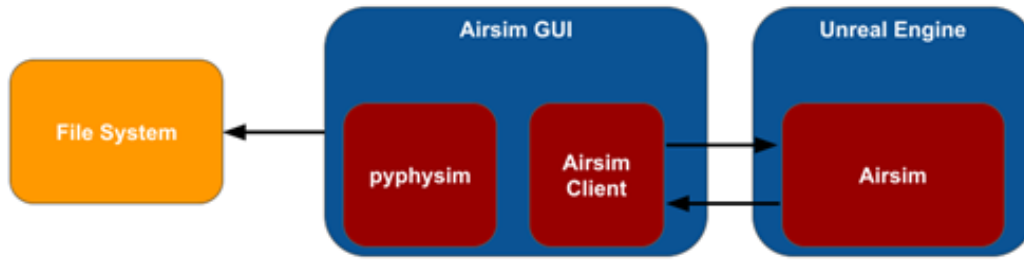 Airsim GUI
Unreal Engine
File System
pyphysim
Airsim
Client
Airsim